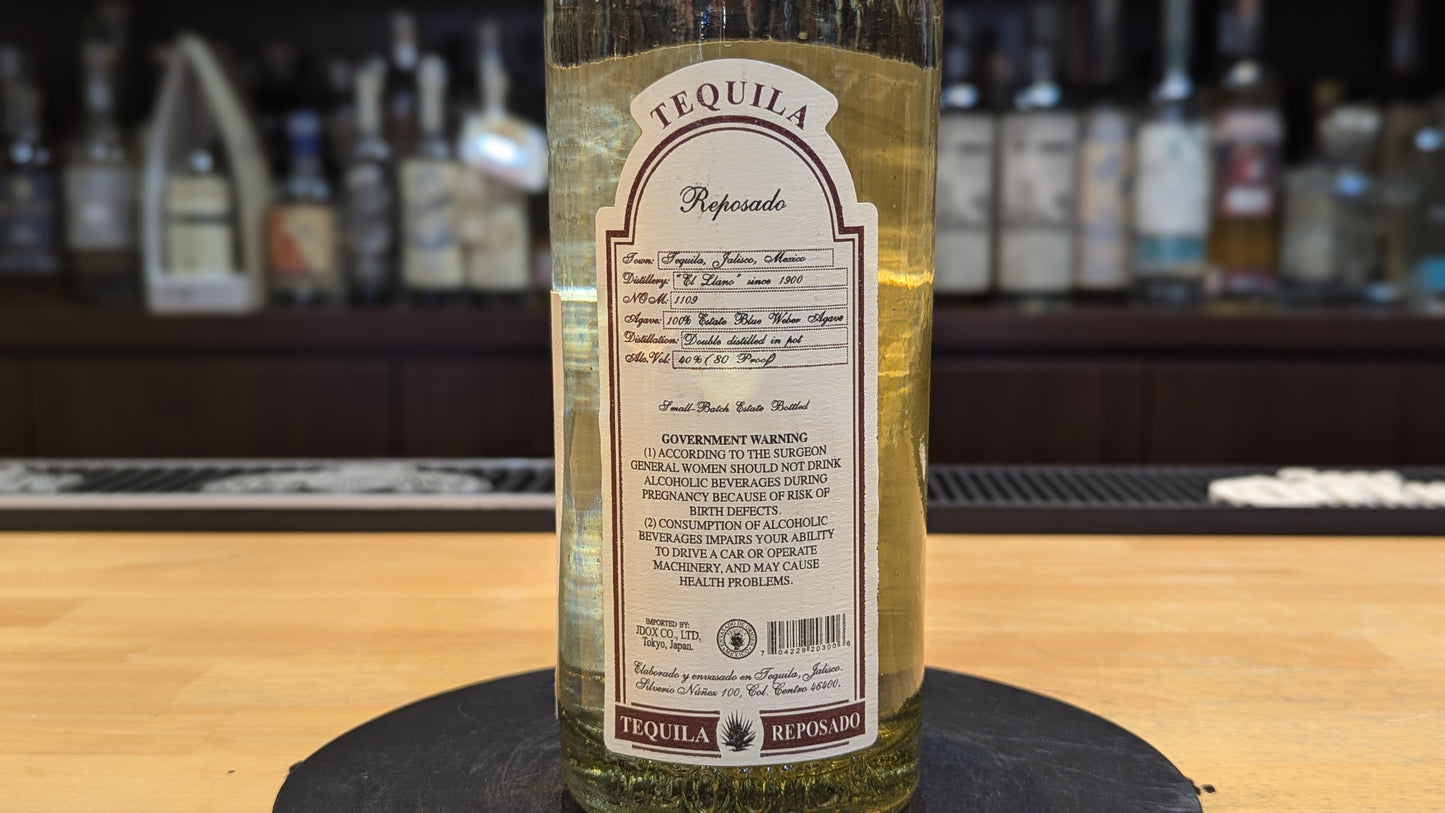 TEQUILA
Reposado
Town: Tequila, Jalisco, Mexico
Distillery: "El Llano" since 1900
NOM: 1109
Agave: 100% Estate Blue Weber Agave
Distillation: Double distilled in pot
Alc.Vol: 40% ( 80 Proof)
Small-Batch Estate Bottled
GOVERNMENT WARNING
(1) ACCORDING TO THE SURGEON
GENERAL WOMEN SHOULD NOT DRINK
ALCOHOLIC BEVERAGES DURING
PREGNANCY BECAUSE OF RISK OF
BIRTH DEFECTS.
(2) CONSUMPTION OF ALCOHOLIC
BEVERAGES IMPAIRS YOUR ABILITY
TO DRIVE A CAR OR OPERATE
MACHINERY, AND MAY CAUSE
HEALTH PROBLEMS.
IMPORTED BY:
JDOX CO., LTD,
Tokyo, Japan.
7 04228 20300 6
Elaborado y envasado en Tequila, Jalisco.
Silverio Núñez 100, Col. Centro 46400.
TEQUILA REPOSADO